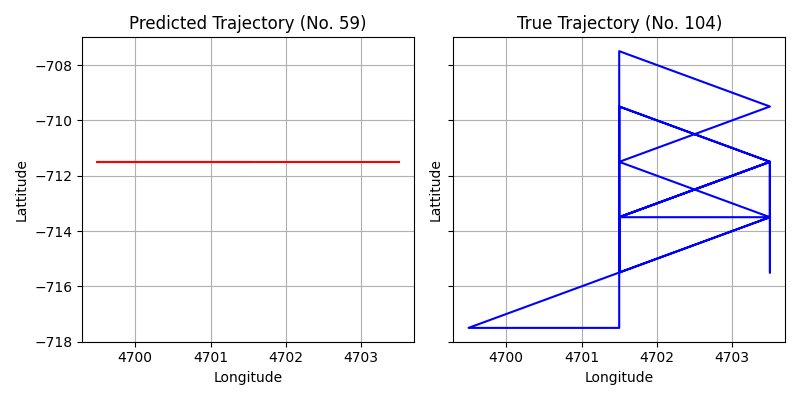 Predicted Trajectory (No. 59)
True Trajectory (No. 104)
−708
−710
−712
−714
−716
−718
Lattitude
Lattitude
4700
4701
4702
4703
4700
4701
4702
4703
Longitude
Longitude